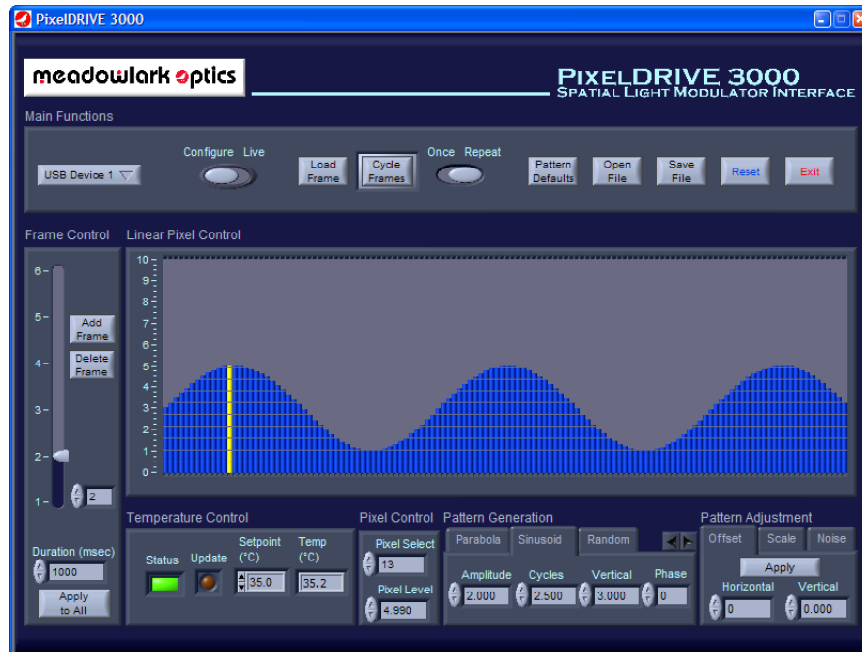 PixelDRIVE 3000
meadowlark optics
PIXELDRIVE 3000
SPATIAL LIGHT MODULATOR INTERFACE
Main Functions
USB Device 1
Configure Live
Load Frame
Cycle Frames
Once Repeat
Pattern Defaults
Open File
Save File
Reset
Exit
Frame Control
6
5
4
3
2
1
Add Frame
Delete Frame
2
Duration (msec)
1000
Apply to All
Linear Pixel Control
10
9
8
7
6
5
4
3
2
1
0
Temperature Control
Status
Update
Setpoint (°C)
35.0
Temp (°C)
35.2
Pixel Control
Pixel Select
13
Pixel Level
4.990
Pattern Generation
Parabola
Sinusoid
Random
Amplitude
2.000
Cycles
2.500
Vertical
3.000
Phase
0
Pattern Adjustment
Offset
Scale
Noise
Apply
Horizontal
0
Vertical
0.000